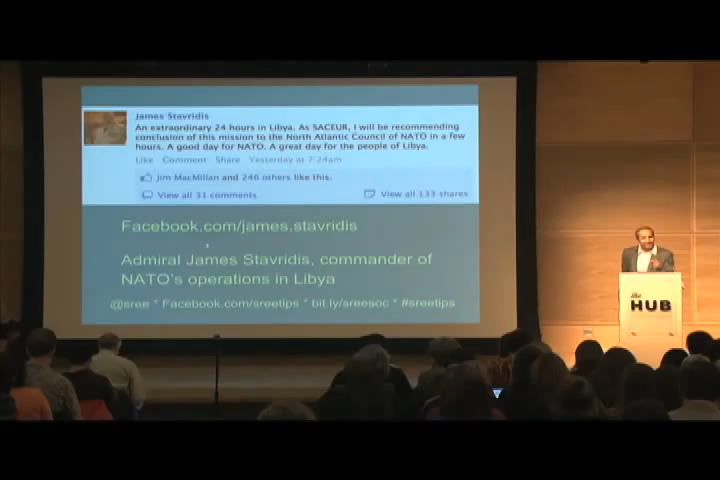 James Stavridis
An extraordinary 24 hours in Libya. As SACEUR, I will be recommending
conclusion of this mission to the North Atlantic Council of NATO in a few
hours. A good day for NATO. A great day for the people of Libya.
Like · Comment · Share · Yesterday at 7:24am
Jim MacMillan and 246 others like this.
View all 31 comments
View all 133 shares
Facebook.com/james.stavridis
Admiral James Stavridis, commander of
NATO's operations in Libya
@sree * Facebook.com/sreetips * bit.ly/sreesoc * #sreetips
the
HUB